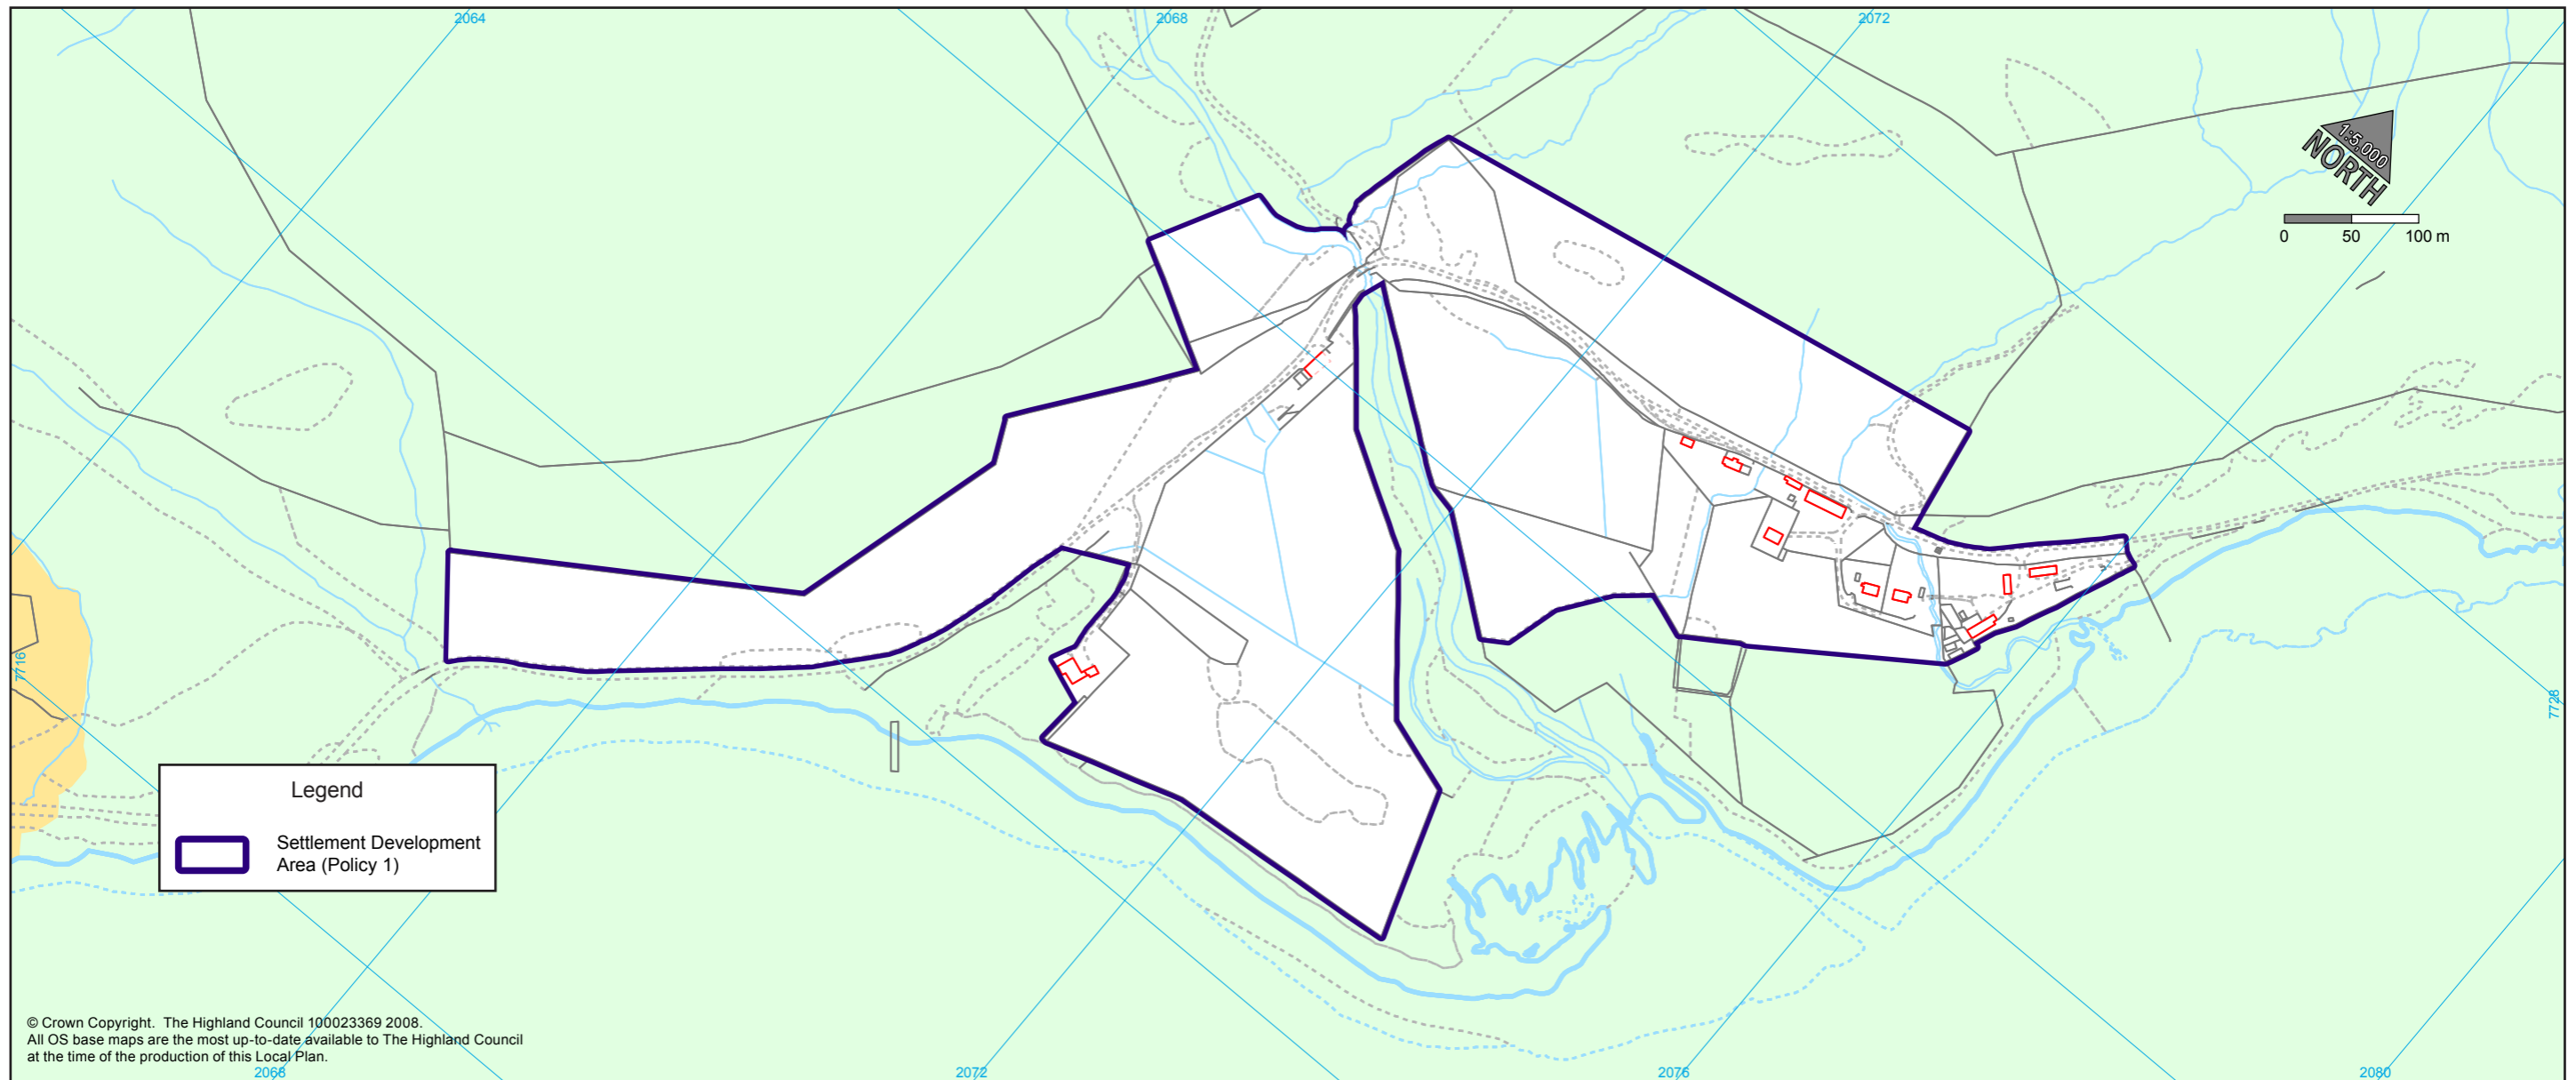 2064
2068
2072
1:5,000
NORTH
0 50 100 m
7716
7728
Legend
Settlement Development
Area (Policy 1)
© Crown Copyright. The Highland Council 100023369 2008.
All OS base maps are the most up-to-date available to The Highland Council
at the time of the production of this Local Plan.
2068
2072
2076
2080